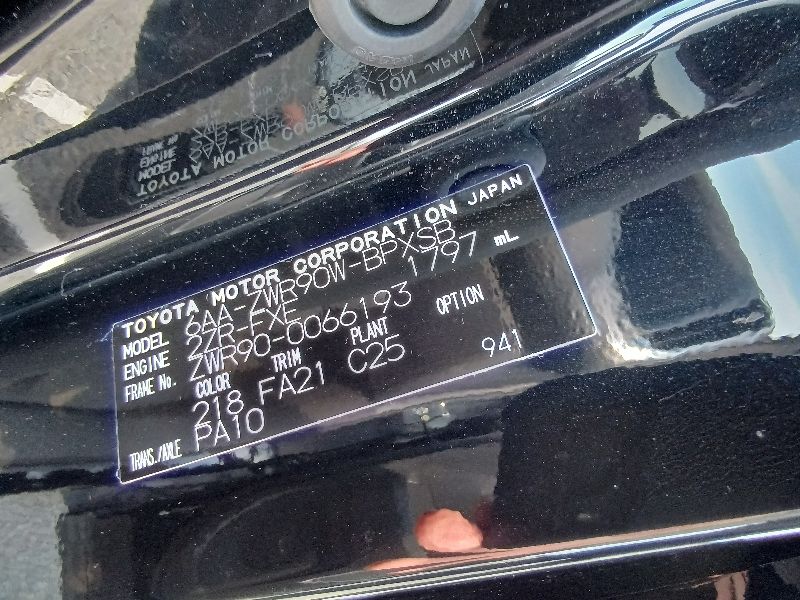 TOYOTA MOTOR CORPORATION JAPAN
MODEL 6AA-ZWR90W-BPXSB
ENGINE 2ZR-FXE 1797 mL
FRAME No. ZWR90-0066193
COLOR TRIM PLANT OPTION
218 FA21 C25 941
TRANS./AXLE PA10